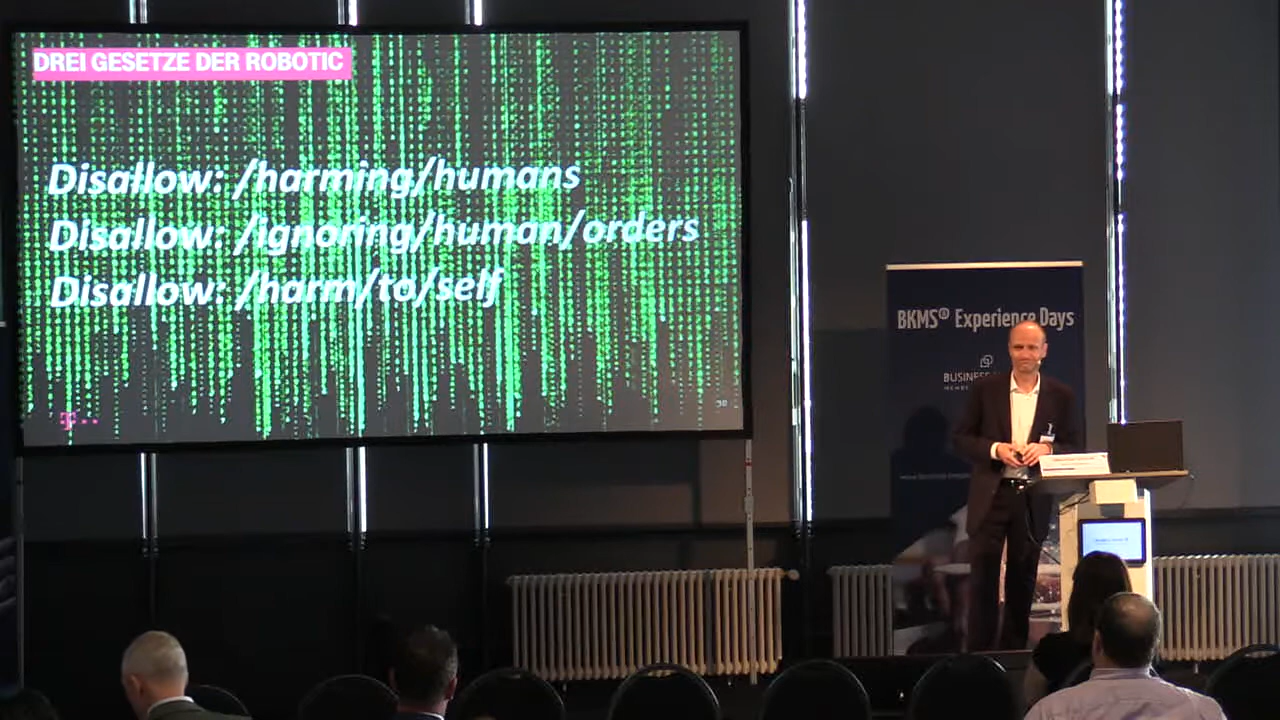 DREI GESETZE DER ROBOTIC
Disallow: /harming/humans
Disallow: /ignoring/human/orders
Disallow: /harm/to/self
BKMS® Experience Days